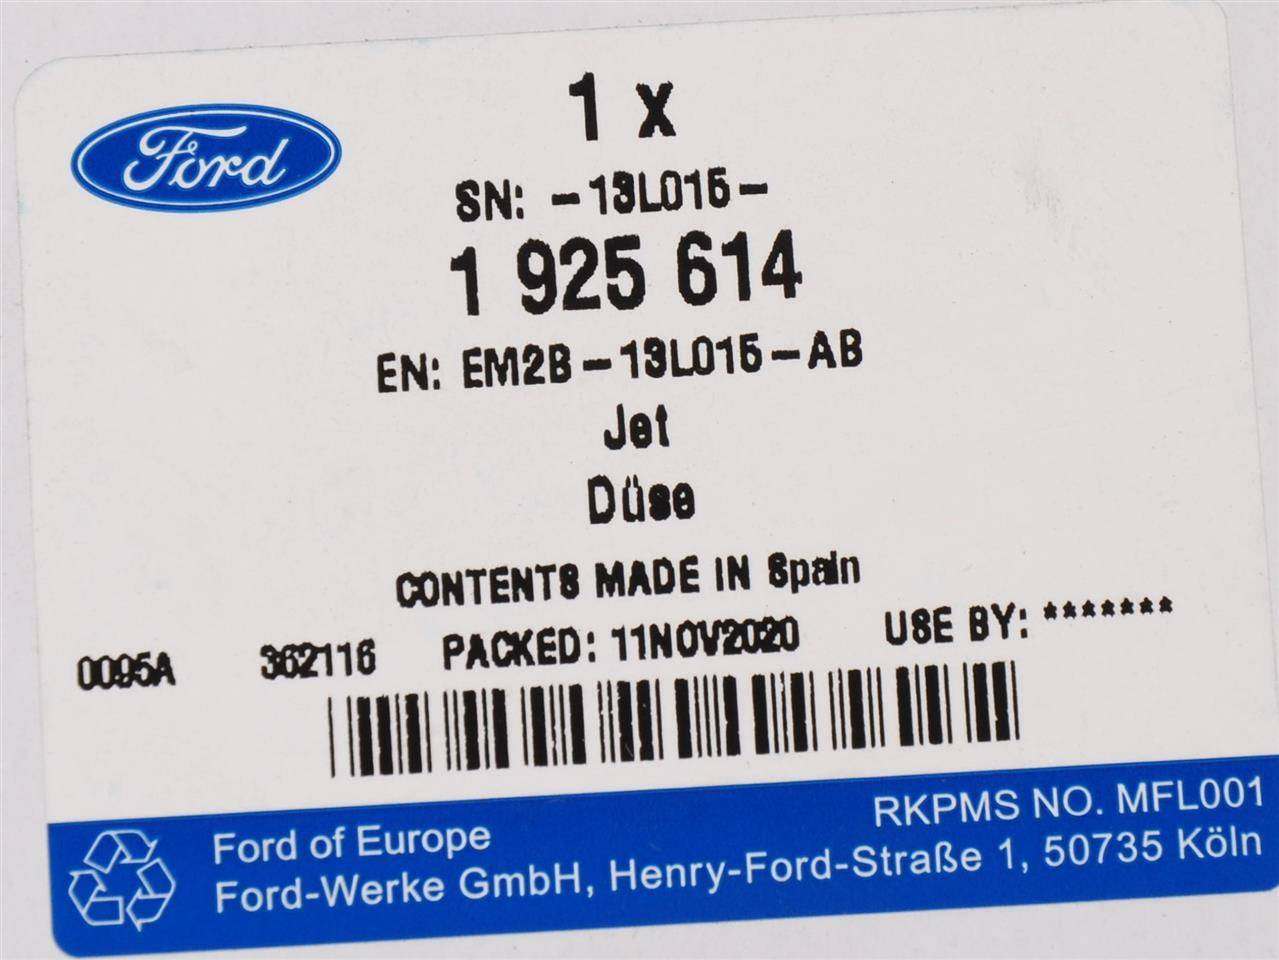 Ford
1 x
SN: -13L015-
1 925 614
EN: EM2B-13L015-AB
Jet
Düse
CONTENTS MADE IN Spain
0095A 362116 PACKED: 11NOV2020 USE BY: *******
RKPMS NO. MFL001
Ford of Europe
Ford-Werke GmbH, Henry-Ford-Straße 1, 50735 Köln